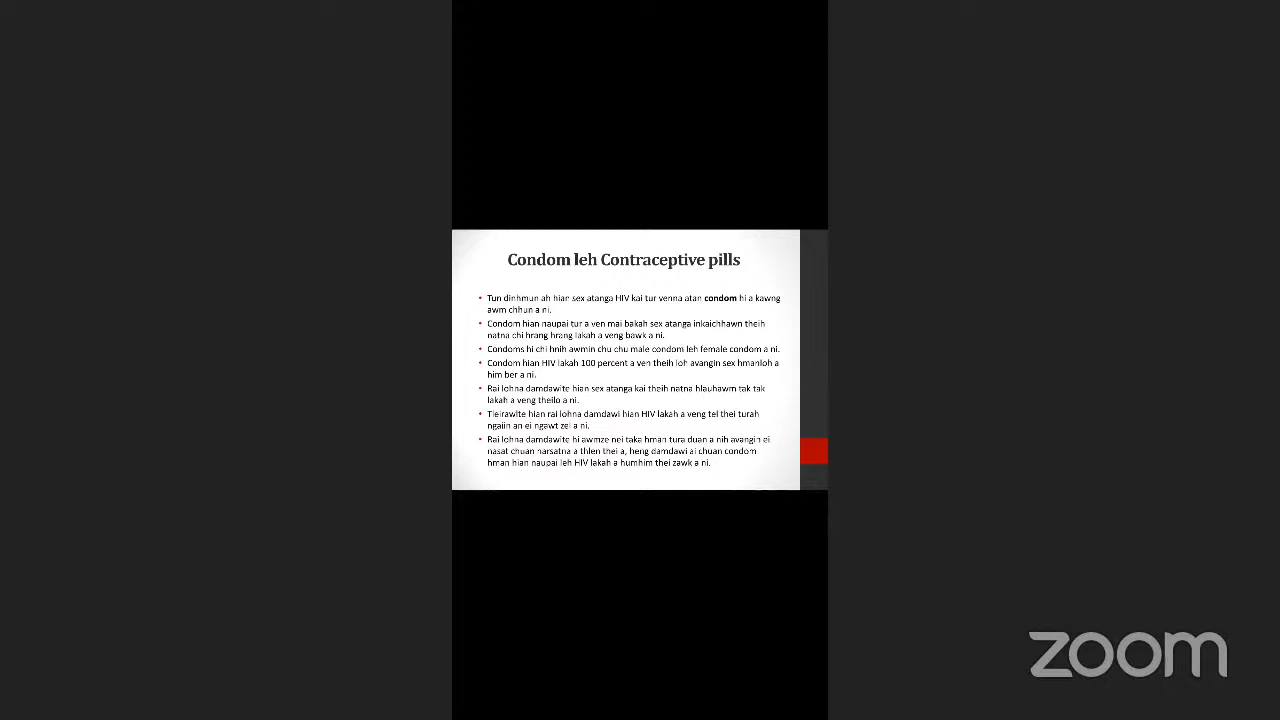 Condom leh Contraceptive pills
• Tun dinhmun ah hian sex atanga HIV kai tur venna atan condom hi a kawng
awm chhun a ni.
• Condom hian naupai tur a ven mai bakah sex atanga inkaichhawn theih
natna chi hrang hrang lakah a veng bawk a ni.
• Condoms hi chi hnih awmin chu chu male condom leh female condom a ni.
• Condom hian HIV lakah 100 percent a ven theih loh avangin sex hmanloh a
him ber a ni.
• Rai lohna damdawite hian sex atanga kai theih natna hlauhawm tak tak
lakah a veng theilo a ni.
• Tleirawlte hian rai lohna damdawi hian HIV lakah a veng tel thei turah
ngaiin an ei ngawt zel a ni.
• Rai lohna damdawite hi awmze nei taka hman tura duan a nih avangin ei
nasat chuan narsatna a thlen thei a, heng damdawi ai chuan condom
hman hian naupai leh HIV lakah a humhim thei zawk a ni.
zoom